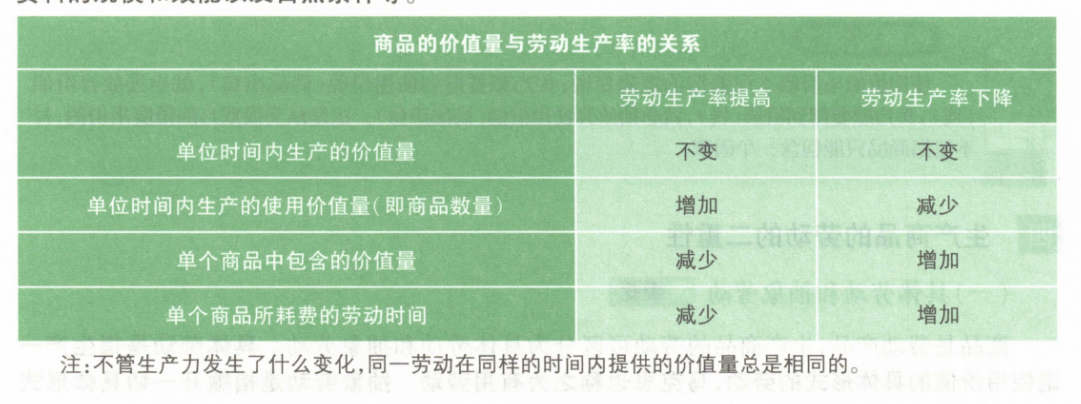 商品的价值量与劳动生产率的关系
劳动生产率提高 劳动生产率下降
单位时间内生产的价值量 不变 不变
单位时间内生产的使用价值量(即商品数量) 增加 减少
单个商品中包含的价值量 减少 增加
单个商品所耗费的劳动时间 减少 增加
注:不管生产力发生了什么变化,同一劳动在同样的时间内提供的价值量总是相同的。